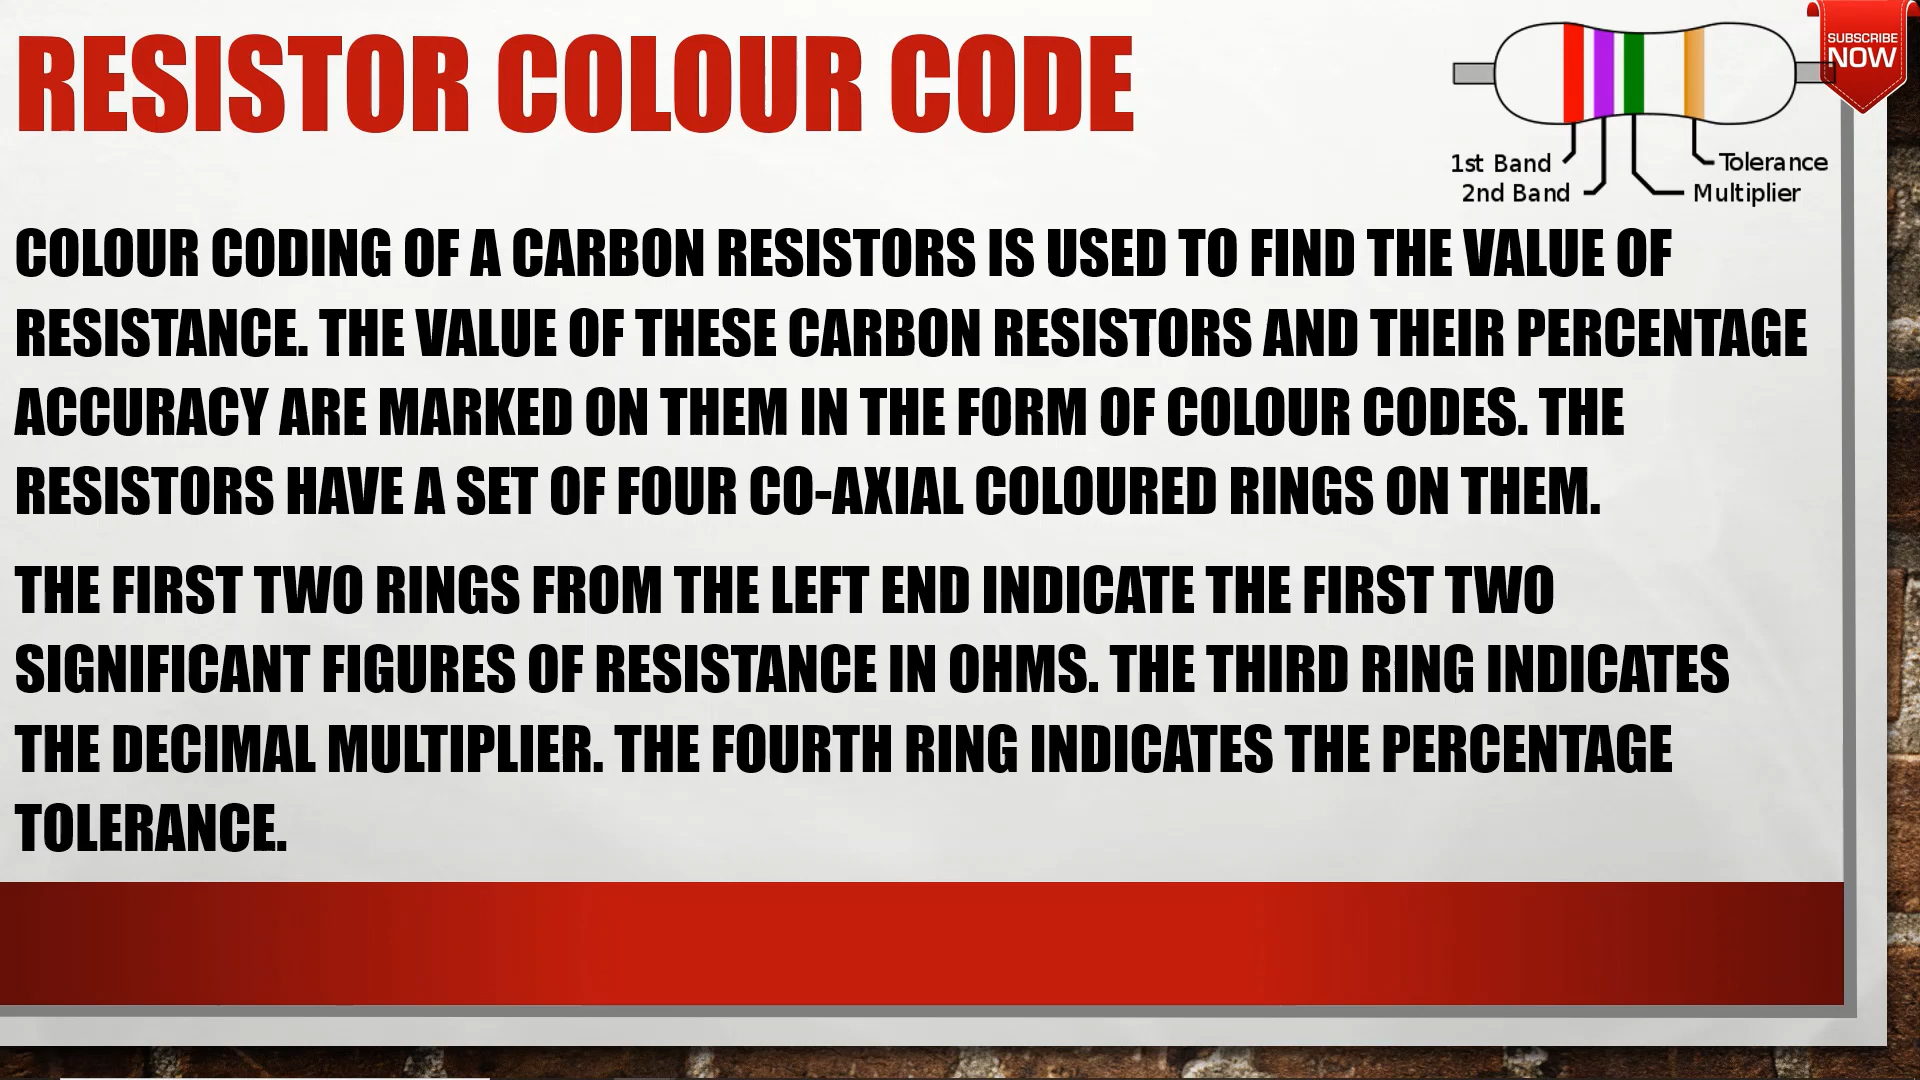 RESISTOR COLOUR CODE
SUBSCRIBE
NOW
1st Band
Tolerance
2nd Band
Multiplier
COLOUR CODING OF A CARBON RESISTORS IS USED TO FIND THE VALUE OF
RESISTANCE. THE VALUE OF THESE CARBON RESISTORS AND THEIR PERCENTAGE
ACCURACY ARE MARKED ON THEM IN THE FORM OF COLOUR CODES. THE
RESISTORS HAVE A SET OF FOUR CO-AXIAL COLOURED RINGS ON THEM.
THE FIRST TWO RINGS FROM THE LEFT END INDICATE THE FIRST TWO
SIGNIFICANT FIGURES OF RESISTANCE IN OHMS. THE THIRD RING INDICATES
THE DECIMAL MULTIPLIER. THE FOURTH RING INDICATES THE PERCENTAGE
TOLERANCE.